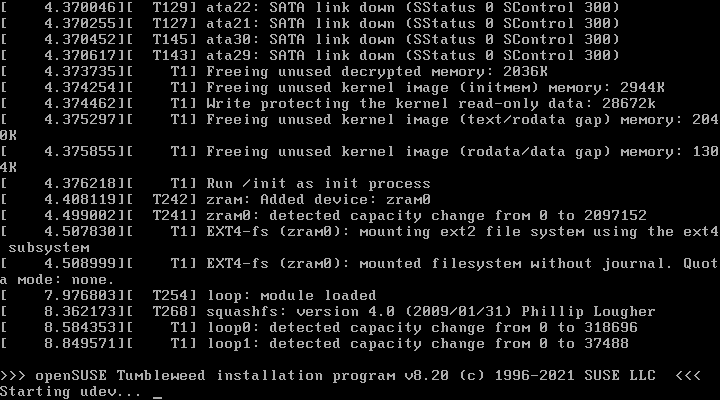 [    4.370046][  T129] ata22: SATA link down (SStatus 0 SControl 300)
[    4.370255][  T127] ata21: SATA link down (SStatus 0 SControl 300)
[    4.370452][  T145] ata30: SATA link down (SStatus 0 SControl 300)
[    4.370617][  T143] ata29: SATA link down (SStatus 0 SControl 300)
[    4.373735][    T1] Freeing unused decrypted memory: 2036K
[    4.374254][    T1] Freeing unused kernel image (initmem) memory: 2944K
[    4.374462][    T1] Write protecting the kernel read-only data: 28672k
[    4.375297][    T1] Freeing unused kernel image (text/rodata gap) memory: 204
0K
[    4.375855][    T1] Freeing unused kernel image (rodata/data gap) memory: 130
4K
[    4.376218][    T1] Run /init as init process
[    4.408119][  T242] zram: Added device: zram0
[    4.499002][  T241] zram0: detected capacity change from 0 to 2097152
[    4.507830][    T1] EXT4-fs (zram0): mounting ext2 file system using the ext4
 subsystem
[    4.508999][    T1] EXT4-fs (zram0): mounted filesystem without journal. Quot
a mode: none.
[    7.976803][  T254] loop: module loaded
[    8.362173][  T268] squashfs: version 4.0 (2009/01/31) Phillip Lougher
[    8.584353][    T1] loop0: detected capacity change from 0 to 318696
[    8.849571][    T1] loop1: detected capacity change from 0 to 37488
>>> openSUSE Tumbleweed installation program v8.20 (c) 1996-2021 SUSE LLC  <<<
Starting udev... _